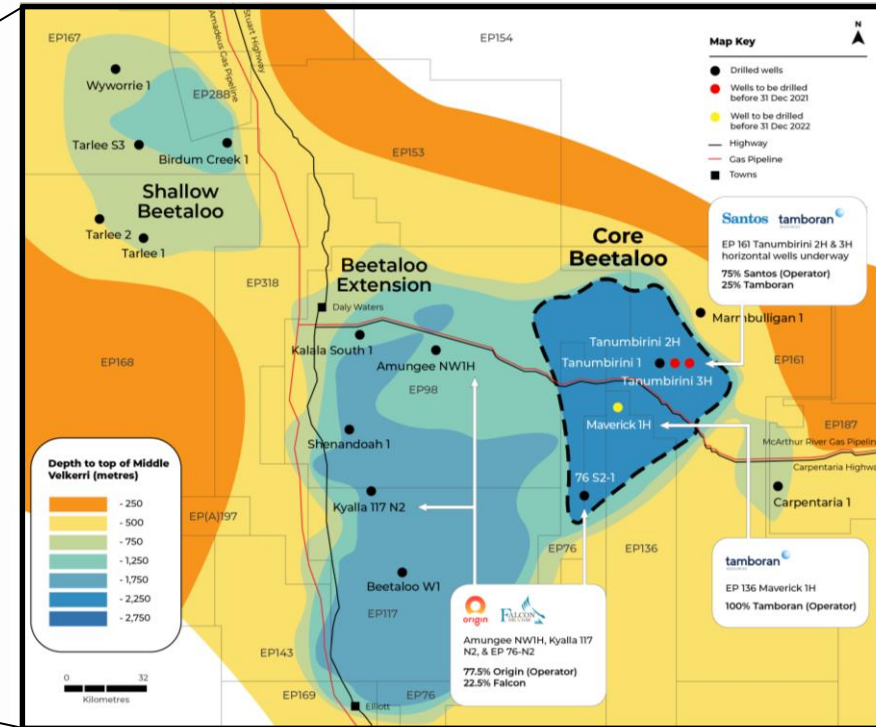 EP167
EP154
N
Amadeus Gas Pipeline
Stuart Highway
Map Key
Drilled wells
Wells to be drilled
before 31 Dec 2021
Well to be drilled
before 31 Dec 2022
Highway
Gas Pipeline
Towns
Wyworrie 1
EP288
Tarlee S3
Birdum Creek 1
EP153
Shallow
Beetaloo
Tarlee 2
Tarlee 1
Santos tamboran
EP 161 Tanumbirini 2H & 3H
horizontal wells underway
75% Santos (Operator)
25% Tamboran
Core
Beetaloo
Beetaloo
Extension
EP318
Daly Waters
Marmbulligan 1
Kalala South 1
Amungee NW1H
Tanumbirini 2H
Tanumbirini 1
Tanumbirini 3H
EP168
EP161
EP98
Maverick 1H
EP187
Shenandoah 1
McArthur River Gas Pipeline
Carpentaria Highway
Depth to top of Middle
Velkerri (metres)
- 250
- 500
- 750
- 1,250
- 1,750
- 2,250
- 2,750
76 S2-1
Kyalla 117 N2
Carpentaria 1
EP(A)197
EP76
EP136
tamboran
EP 136 Maverick 1H
100% Tamboran (Operator)
Beetaloo W1
EP117
origin FALCON
Amungee NW1H, Kyalla 117
N2, & EP 76-N2
77.5% Origin (Operator)
22.5% Falcon
EP143
0 32
Kilometres
EP169
EP76
Elliott